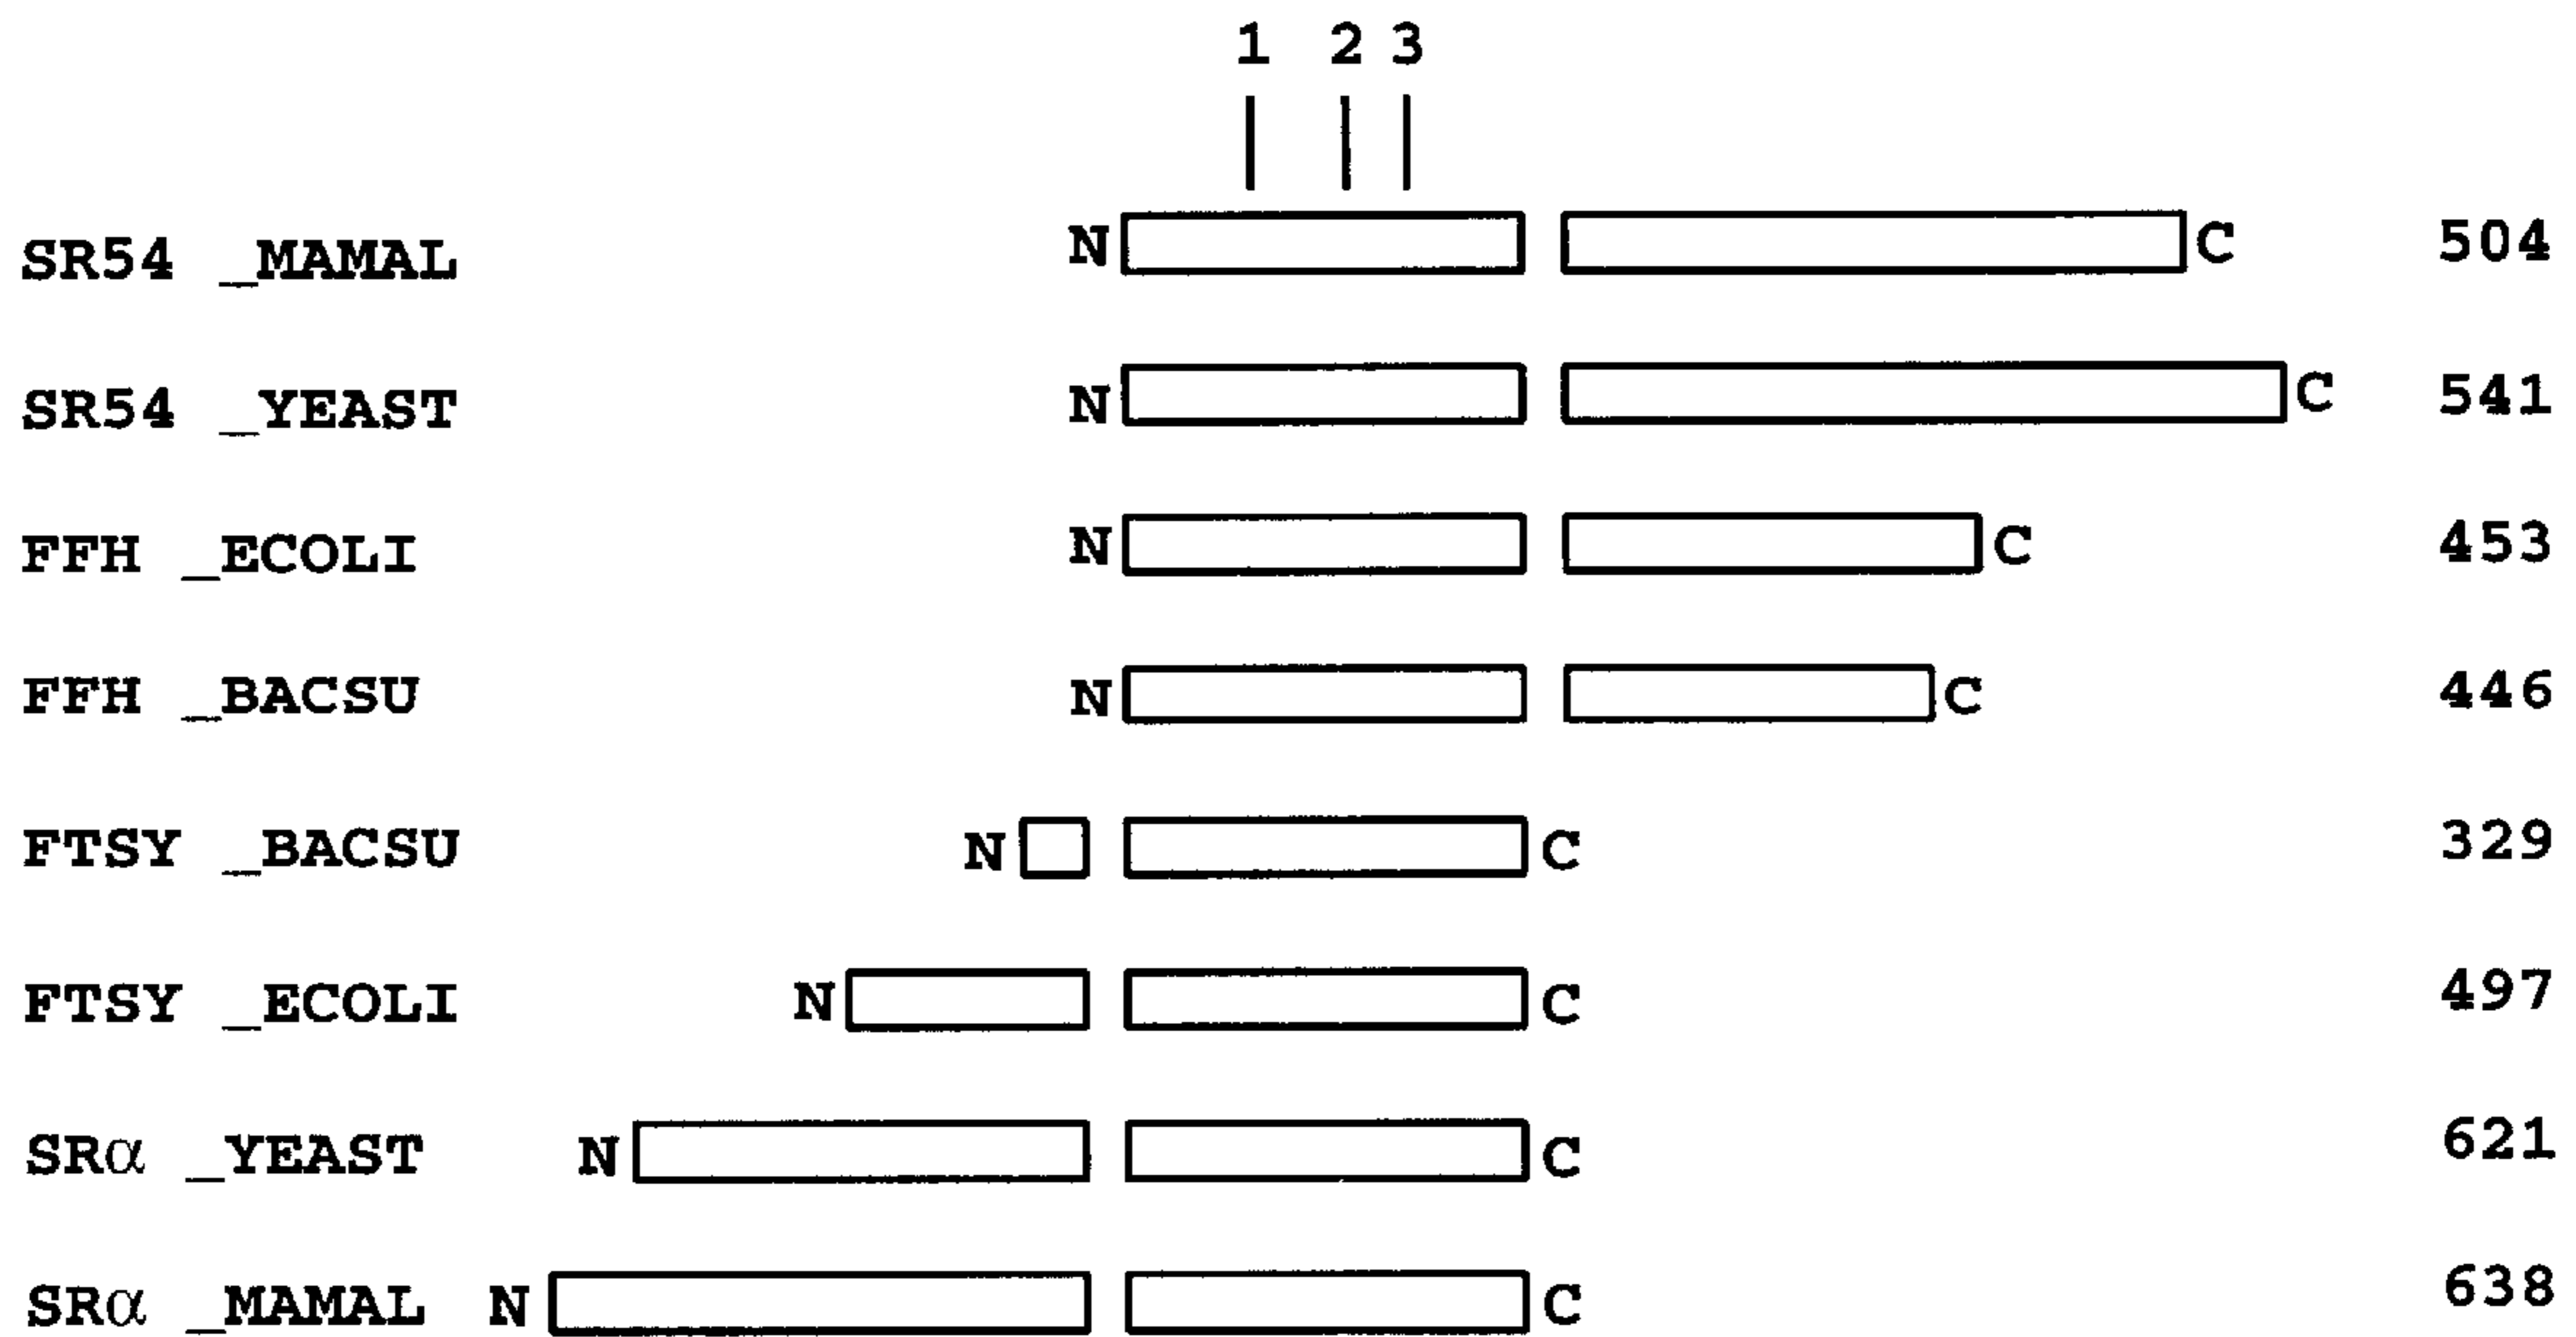 1 2 3
SR54 _MAMAL N C 504
SR54 _YEAST N C 541
FFH _ECOLI N C 453
FFH _BACSU N C 446
FTSY _BACSU N C 329
FTSY _ECOLI N C 497
SRα _YEAST N C 621
SRα _MAMAL N C 638